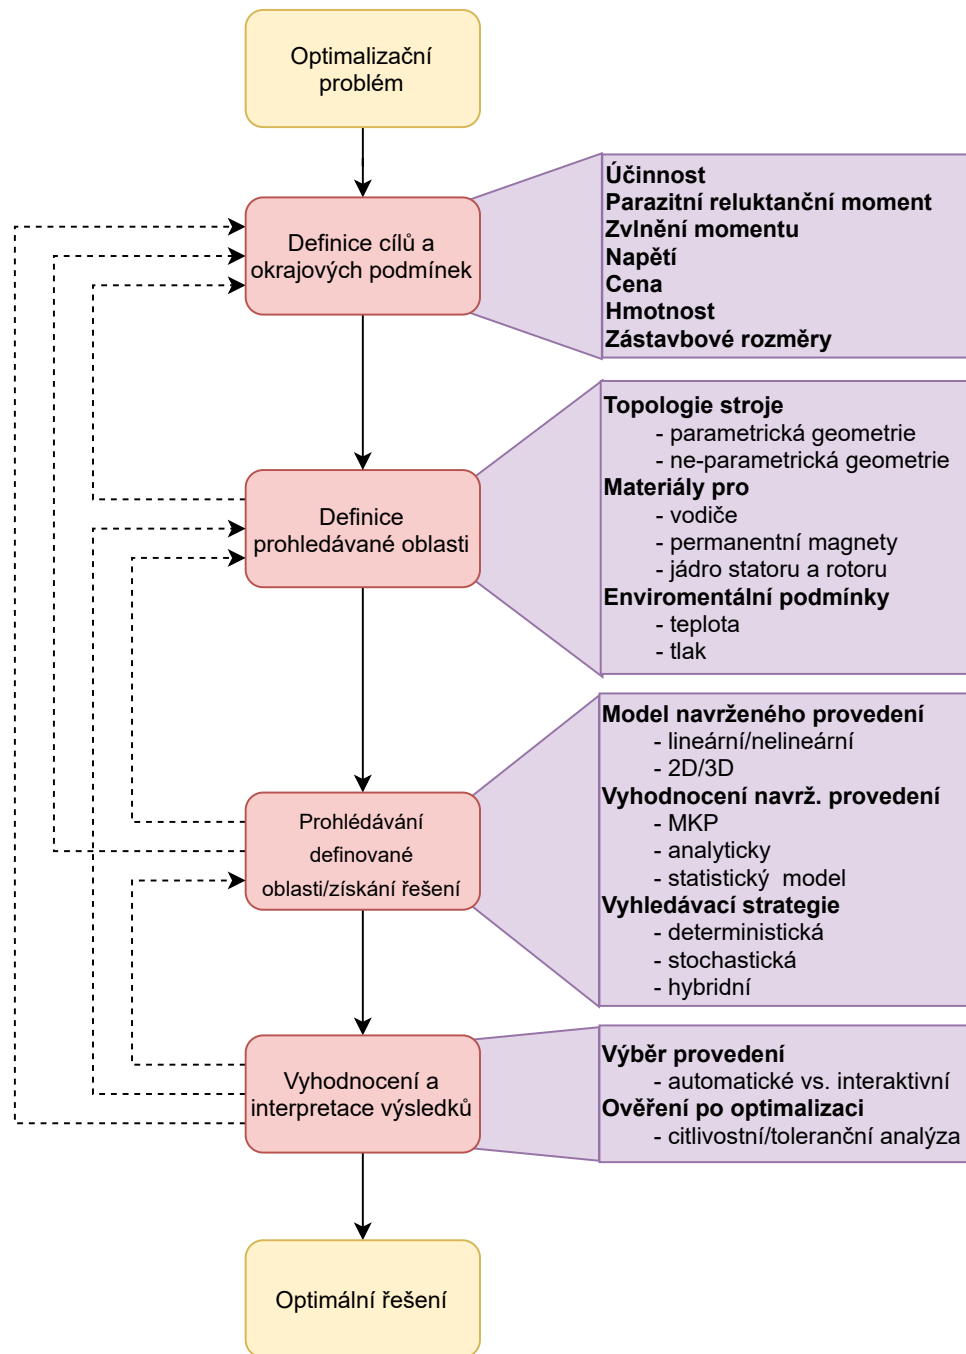 Optimalizační
problém
Definice cílů a
okrajových podmínek
Účinnost
Parazitní reluktanční moment
Zvlnění momentu
Napětí
Cena
Hmotnost
Zástavbové rozměry
Definice
prohledávané oblasti
Topologie stroje
- parametrická geometrie
- ne-parametrická geometrie
Materiály pro
- vodiče
- permanentní magnety
- jádro statoru a rotoru
Enviromentální podmínky
- teplota
- tlak
Prohlédávání
definované
oblasti/získání řešení
Model navrženého provedení
- lineární/nelineární
- 2D/3D
Vyhodnocení navrž. provedení
- MKP
- analyticky
- statistický model
Vyhledávací strategie
- deterministická
- stochastická
- hybridní
Vyhodnocení a
interpretace výsledků
Výběr provedení
- automatické vs. interaktivní
Ověření po optimalizaci
- citlivostní/toleranční analýza
Optimální řešení